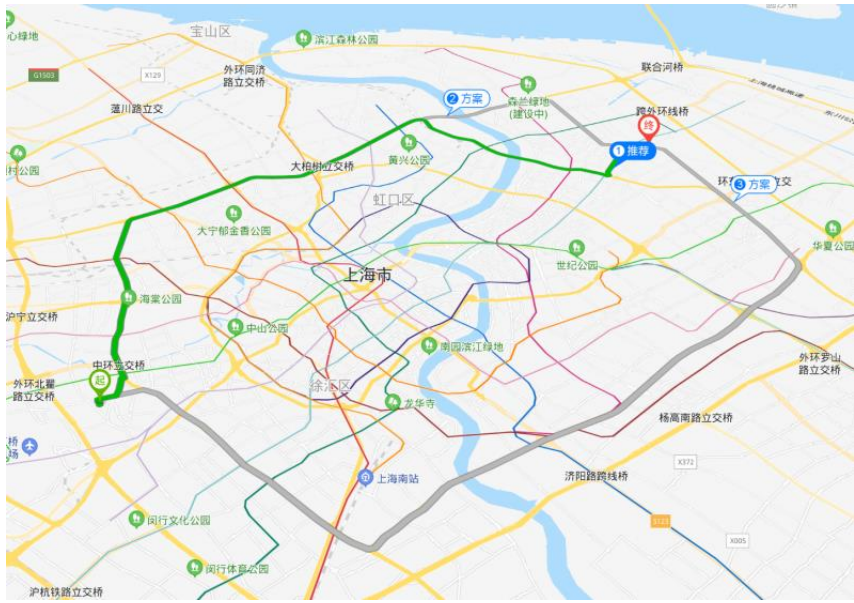 宝山区
心绿地
滨江森林公园
G1503
X129
外环同济
路立交桥
蕰川路立交
联合河桥
② 方案
森兰绿地
(建设中)
跨外环线桥
终
① 推荐
黄兴公园
大柏树立交桥
③ 方案
虹口区
大宁郁金香公园
华夏公园
世纪公园
上海市
海棠公园
沪宁立交桥
中山公园
南园滨江绿地
中环立交桥
外环罗山
路立交桥
外环北翟
路立交桥
起
徐汇区
龙华寺
杨高南路立交桥
X372
上海南站
济阳路跨线桥
闵行文化公园
S123
X005
闵行体育公园
沪杭铁路立交桥